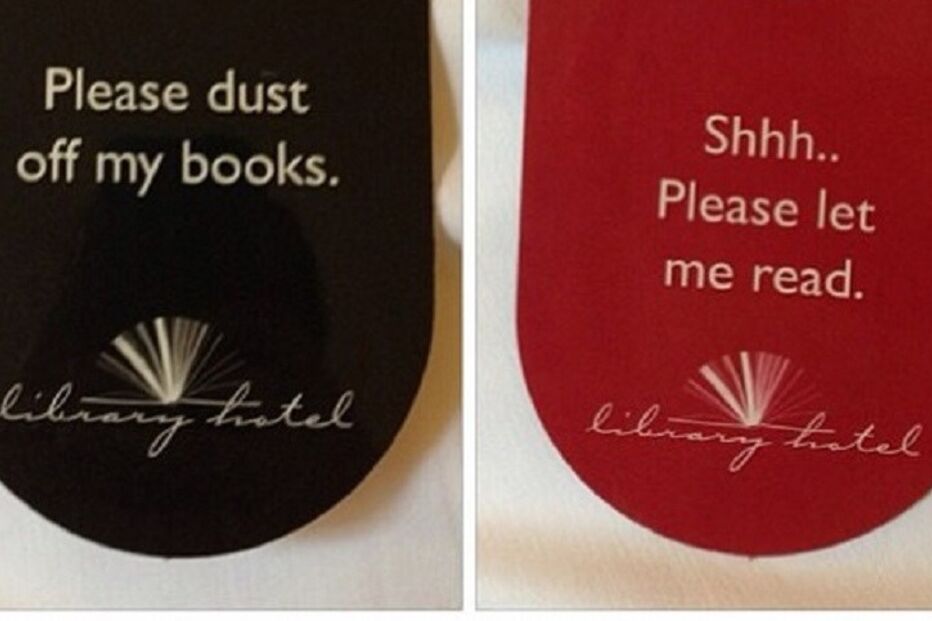 Please dust
off my books.
library hotel
Shhh..
Please let
me read.
library hotel